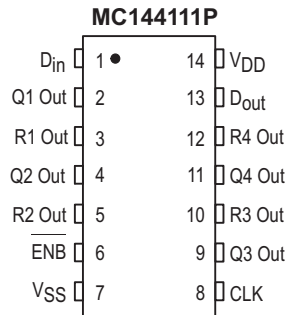 MC144111P
Din 1 14 VDD
Q1 Out 2 13 Dout
R1 Out 3 12 R4 Out
Q2 Out 4 11 Q4 Out
R2 Out 5 10 R3 Out
ENB 6 9 Q3 Out
VSS 7 8 CLK